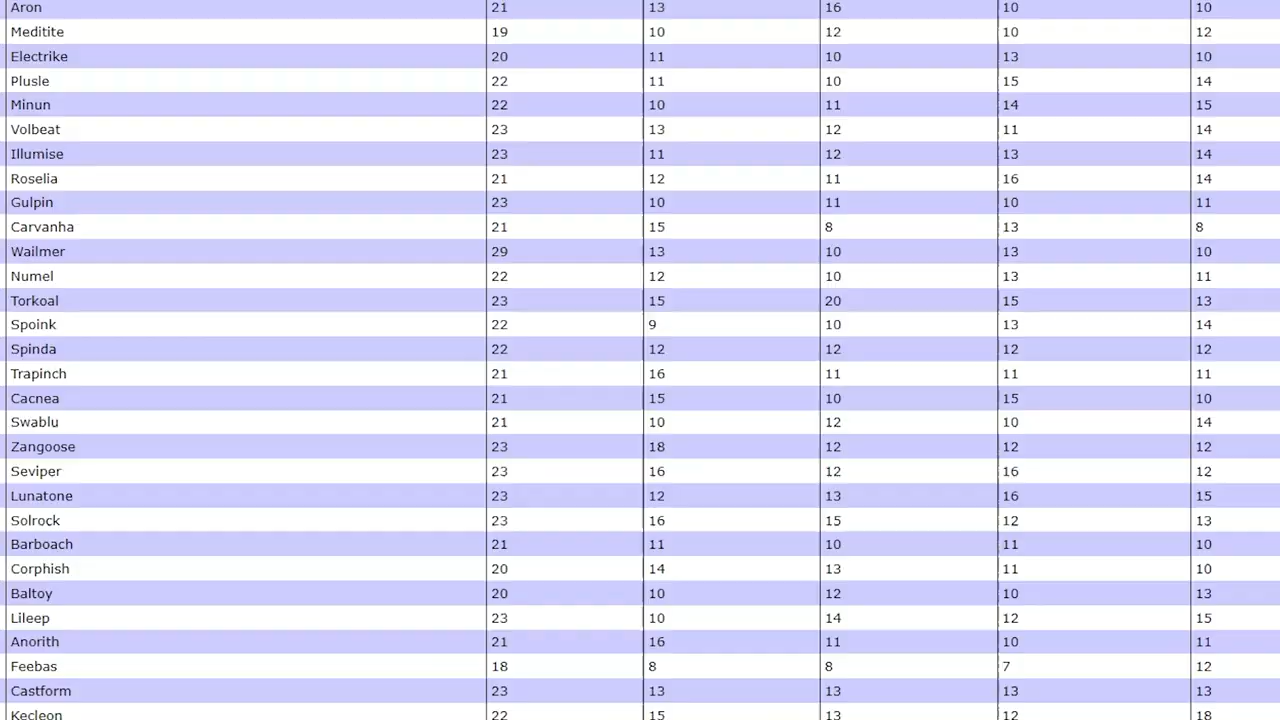 Aron 21 13 16 10 10
Meditite 19 10 12 10 12
Electrike 20 11 10 13 10
Plusle 22 11 10 15 14
Minun 22 10 11 14 15
Volbeat 23 13 12 11 14
Illumise 23 11 12 13 14
Roselia 21 12 11 16 14
Gulpin 23 10 11 10 11
Carvanha 21 15 8 13 8
Wailmer 29 13 10 13 10
Numel 22 12 10 13 11
Torkoal 23 15 20 15 13
Spoink 22 9 10 13 14
Spinda 22 12 12 12 12
Trapinch 21 16 11 11 11
Cacnea 21 15 10 15 10
Swablu 21 10 12 10 14
Zangoose 23 18 12 12 12
Seviper 23 16 12 16 12
Lunatone 23 12 13 16 15
Solrock 23 16 15 12 13
Barboach 21 11 10 11 10
Corphish 20 14 13 11 10
Baltoy 20 10 12 10 13
Lileep 23 10 14 12 15
Anorith 21 16 11 10 11
Feebas 18 8 8 7 12
Castform 23 13 13 13 13
Kecleon 22 15 13 12 18